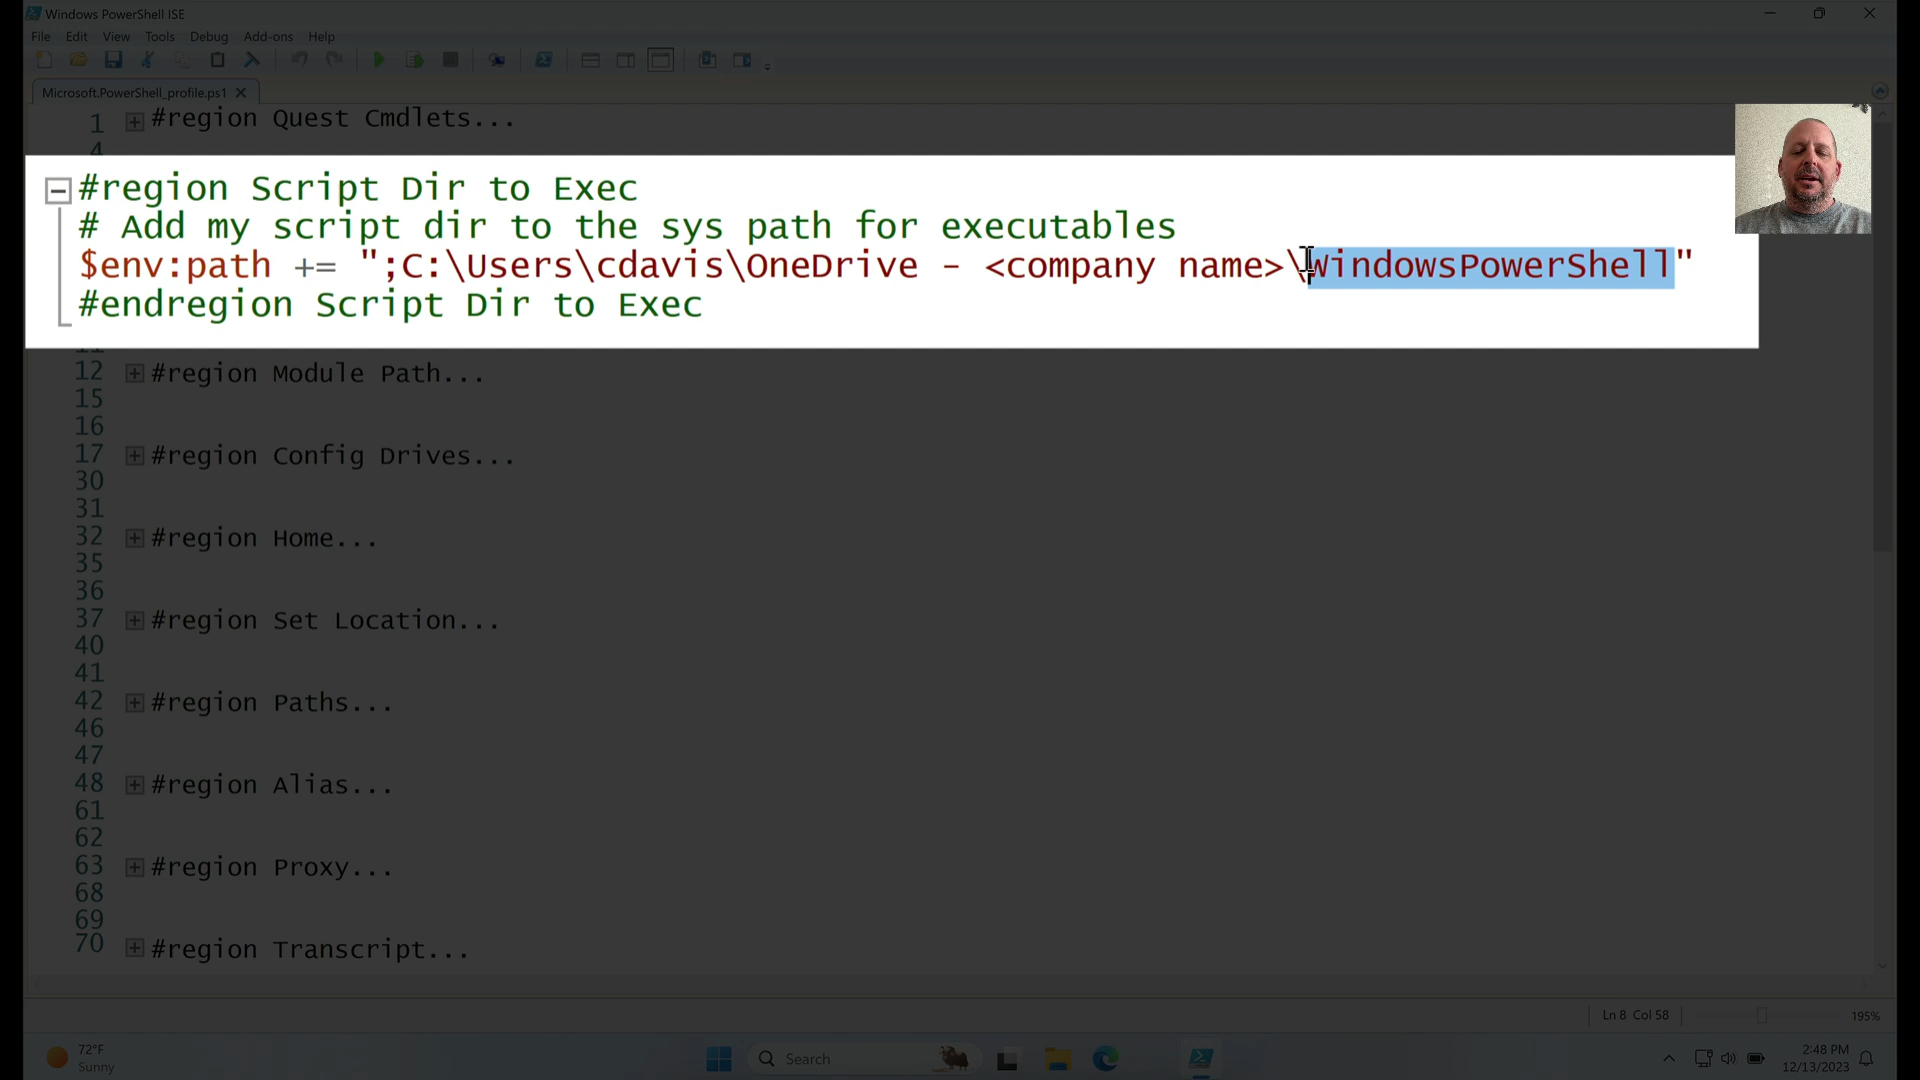 Windows PowerShell ISE
File Edit View Tools Debug Add-ons Help
Microsoft.PowerShell_profile.ps1
1 #region Quest Cmdlets...
4
#region Script Dir to Exec
# Add my script dir to the sys path for executables
$env:path += ";C:\Users\cdavis\OneDrive - <company name>\WindowsPowerShell"
#endregion Script Dir to Exec
11
12 #region Module Path...
15
16
17 #region Config Drives...
30
31
32 #region Home...
35
36
37 #region Set Location...
40
41
42 #region Paths...
46
47
48 #region Alias...
61
62
63 #region Proxy...
68
69
70 #region Transcript...
Ln 8 Col 58
195%
72°F
Sunny
Search
2:48 PM
12/13/2023